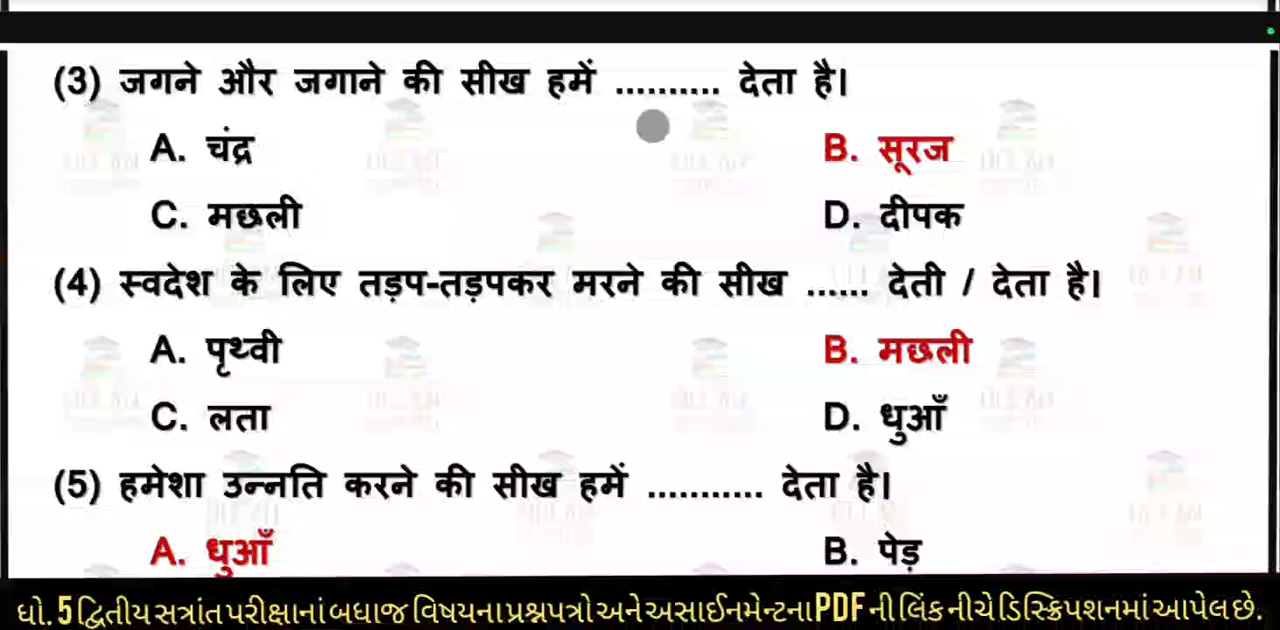 (3) जगने और जगाने की सीख हमें .......... देता है।
A. चंद्र B. सूरज
C. मछली D. दीपक
(4) स्वदेश के लिए तड़प-तड़पकर मरने की सीख ...... देती / देता है।
A. पृथ्वी B. मछली
C. लता D. धुआँ
(5) हमेशा उन्नति करने की सीख हमें ........... देता है।
A. धुआँ B. पेड़
ધો. 5 દ્વિતીય સત્રાંત પરીક્ષાનાં બધાજ વિષયના પ્રશ્નપત્રો અને અસાઈનમેન્ટના PDF ની લિંક નીચે ડિસ્ક્રિપશનમાં આપેલ છે.